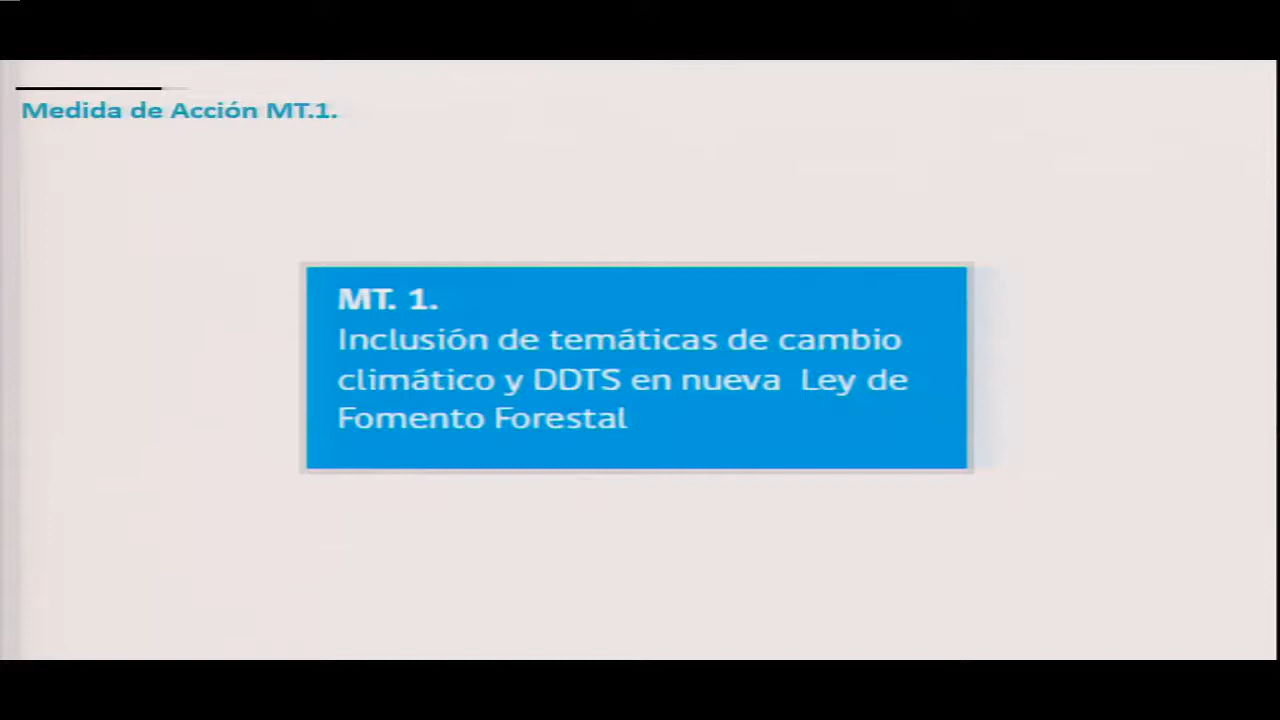 Medida de Acción MT.1.
MT. 1.
Inclusión de temáticas de cambio
climático y DDTS en nueva Ley de
Fomento Forestal